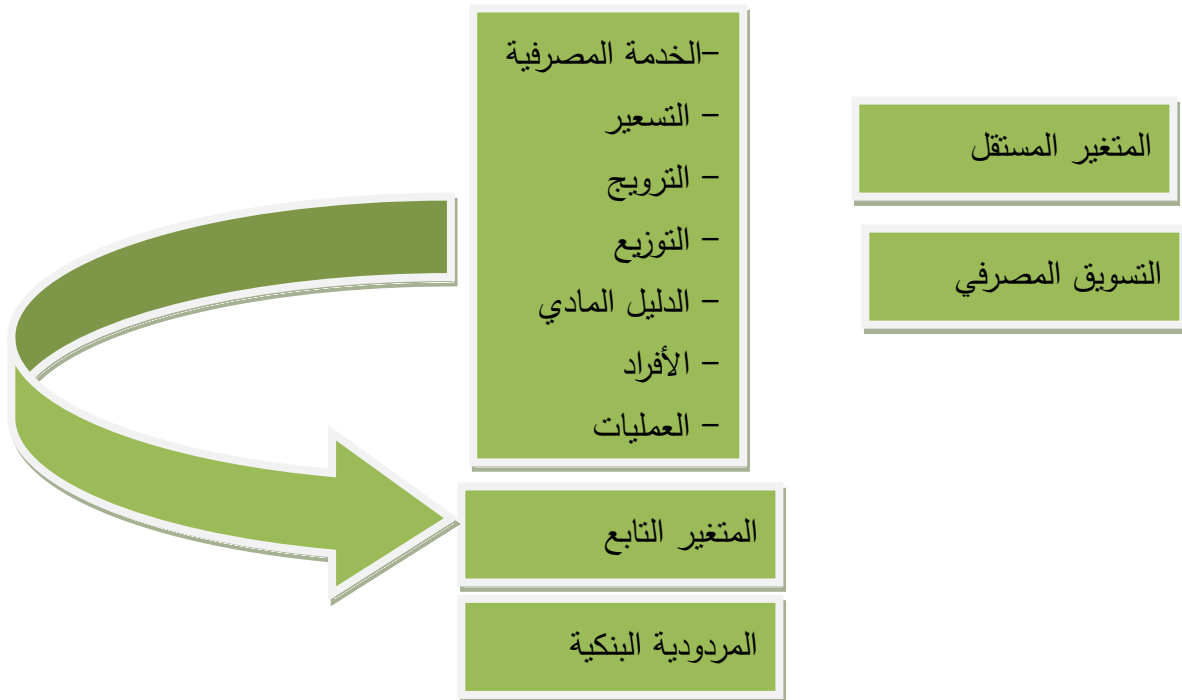 المتغير المستقل
التسويق المصرفي
-الخدمة المصرفية
- التسعير
- الترويج
- التوزيع
- الدليل المادي
- الأفراد
- العمليات
المتغير التابع
المردودية البنكية